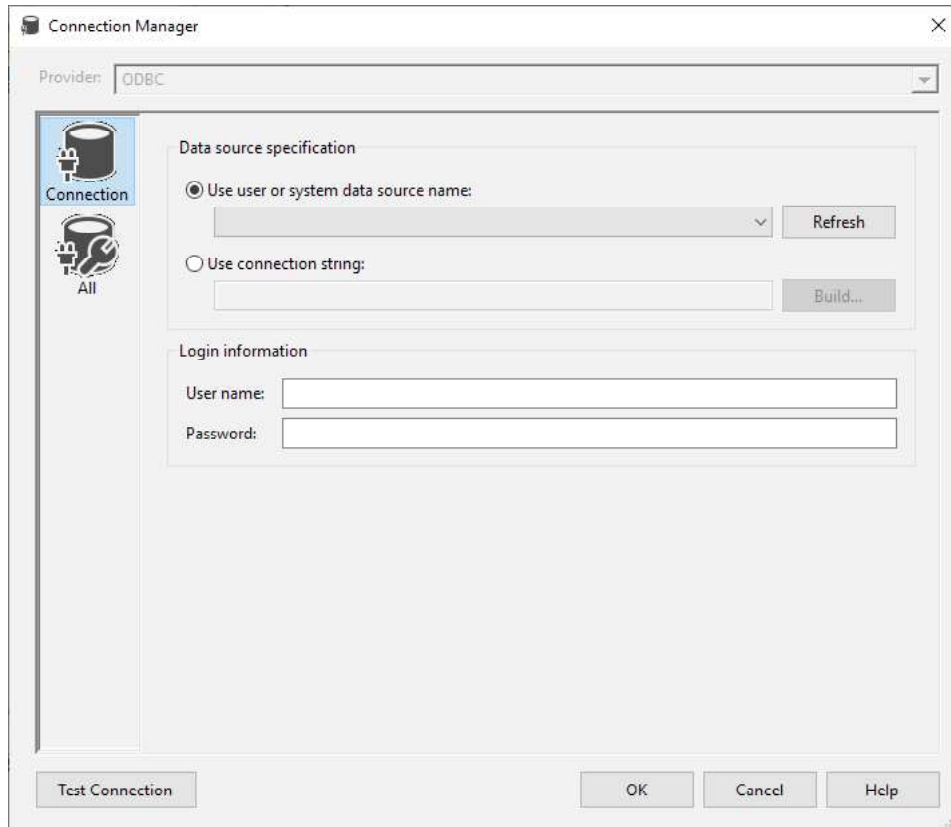 Connection Manager
Provider: ODBC
Connection
All
Data source specification
Use user or system data source name:
Refresh
Use connection string:
Build...
Login information
User name:
Password:
Test Connection
OK
Cancel
Help